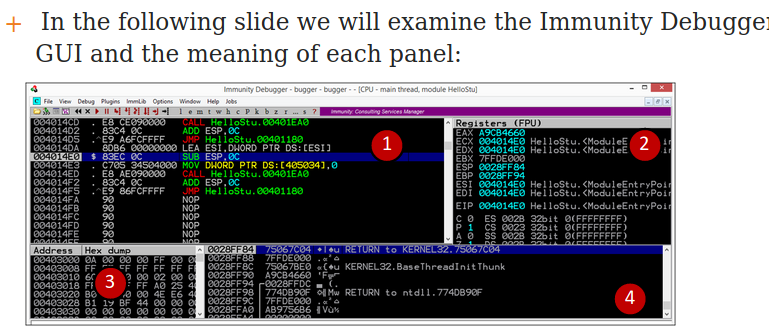 + In the following slide we will examine the Immunity Debugger
GUI and the meaning of each panel:
Immunity Debugger - bugger - bugger - - [CPU - main thread, module HelloStu]
File View Debug Plugins ImmLib Options Window Help Jobs
l e m t w h c P k b z r ... s ? Immunity: Consulting Services Manager
004014CD . E8 CE090000 CALL HelloStu.00401EA0
004014D2 . 83C4 0C ADD ESP,0C
004014D5 .^E9 A6FCFFFF JMP HelloStu.00401180
004014DA . 8DB6 00000000 LEA ESI,DWORD PTR DS:[ESI]
004014E0 $ 83EC 0C SUB ESP,0C
004014E3 . C705 34504000 MOV DWORD PTR DS:[405034],0
004014ED . E8 AE090000 CALL HelloStu.00401EA0
004014F2 . 83C4 0C ADD ESP,0C
004014F5 .^E9 86FCFFFF JMP HelloStu.00401180
004014FA 90 NOP
004014FB 90 NOP
004014FC 90 NOP
004014FD 90 NOP
004014FE 90 NOP
1
Registers (FPU)
EAX A9CB4660
ECX 004014E0 HelloStu.<ModuleE
EDX 004014E0 HelloStu.<ModuleE
EBX 7FFDE000
ESP 0028FF84
EBP 0028FF94
ESI 004014E0 HelloStu.<ModuleEntryPoin
EDI 004014E0 HelloStu.<ModuleEntryPoin
EIP 004014E0 HelloStu.<ModuleEntryPoin
C 0 ES 002B 32bit 0(FFFFFFFF)
P 1 CS 0023 32bit 0(FFFFFFFF)
A 0 SS 002B 32bit 0(FFFFFFFF)
2
Address Hex dump
00403000 0A 00 00 00 FF 00
00403008 FF FF FF FF FF
00403010 00 02 00 00
00403018 FF A0 25 4
00403020 00 4E E6 4
00403028 B1 19 BF 44 00 00 0
00403030 00 00 00 00 00 00 0
3
0028FF84 75067C04 RETURN to KERNEL32.75067C04
0028FF88 7FFDE000
0028FF8C 75067BE0 KERNEL32.BaseThreadInitThunk
0028FF90 A9CB4660
0028FF94 0028FFDC
0028FF98 774DB90F RETURN to ntdll.774DB90F
0028FF9C 7FFDE000
0028FFA0 AB9756B6
0028FFA4 00000000
4